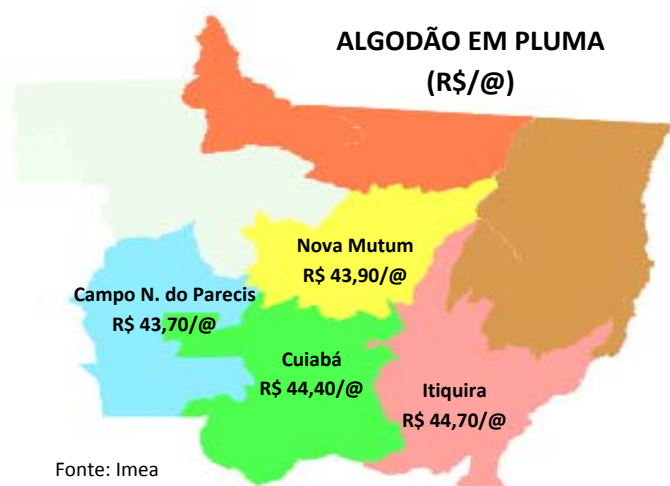 ALGODÃO EM PLUMA
(R$/@)
Nova Mutum
R$ 43,90/@
Campo N. do Parecis
R$ 43,70/@
Cuiabá
R$ 44,40/@
Itiquira
R$ 44,70/@
Fonte: Imea